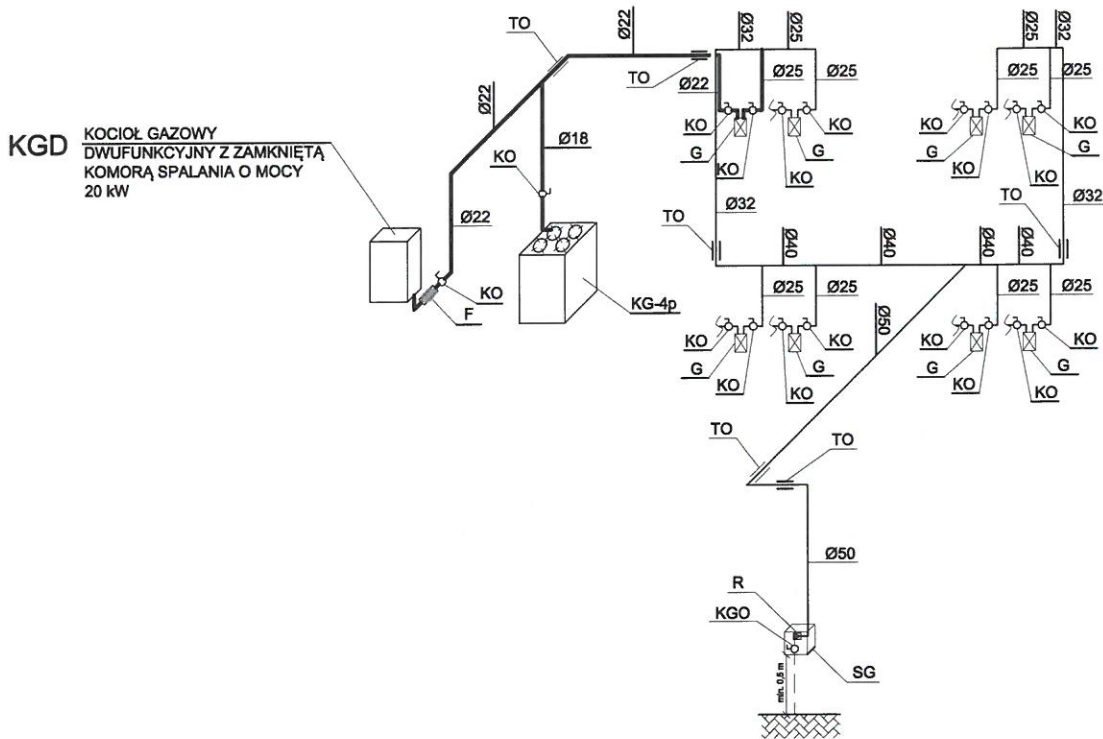 TO
Ø22
Ø32
Ø25
Ø25
Ø32
TO
Ø22
Ø25
Ø25
Ø25
Ø25
Ø22
KGD
KOCIOŁ GAZOWY
DWUFUNKCYJNY Z ZAMKNIĘTĄ
KOMORĄ SPALANIA O MOCY
20 kW
KO
Ø18
KO
KO
KO
KO
G
G
G
G
KO
KO
KO
KO
Ø22
Ø32
Ø32
TO
TO
Ø40
Ø40
Ø40
Ø40
KO
F
KG-4p
Ø25
Ø25
Ø25
Ø25
Ø50
KO
KO
KO
KO
G
G
G
G
KO
KO
KO
KO
TO
TO
Ø50
R
KGO
SG
min. 0,5 m